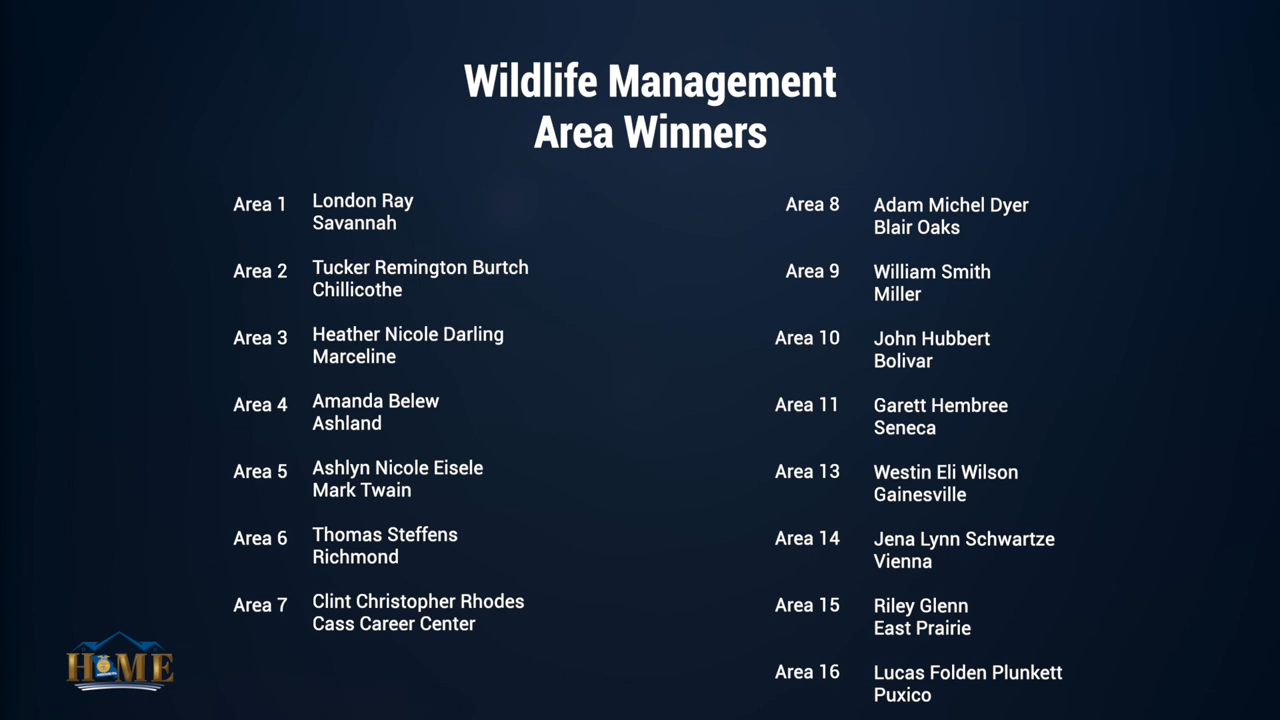 Wildlife Management
Area Winners
Area 1
London Ray
Savannah
Area 2
Tucker Remington Burtch
Chillicothe
Area 3
Heather Nicole Darling
Marceline
Area 4
Amanda Belew
Ashland
Area 5
Ashlyn Nicole Eisele
Mark Twain
Area 6
Thomas Steffens
Richmond
Area 7
Clint Christopher Rhodes
Cass Career Center
Area 8
Adam Michel Dyer
Blair Oaks
Area 9
William Smith
Miller
Area 10
John Hubbert
Bolivar
Area 11
Garett Hembree
Seneca
Area 13
Westin Eli Wilson
Gainesville
Area 14
Jena Lynn Schwartze
Vienna
Area 15
Riley Glenn
East Prairie
Area 16
Lucas Folden Plunkett
Puxico
HOME